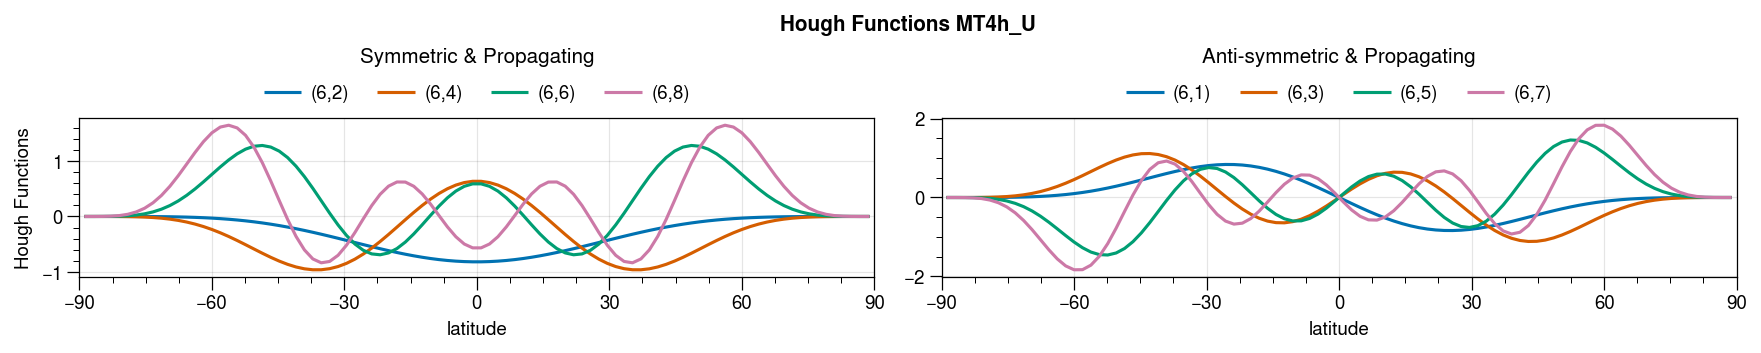 Hough Functions MT4h_U
Symmetric & Propagating
(6,2) (6,4) (6,6) (6,8)
Hough Functions
1
0
−1
−90 −60 −30 0 30 60 90
latitude
Anti-symmetric & Propagating
(6,1) (6,3) (6,5) (6,7)
2
0
−2
−90 −60 −30 0 30 60 90
latitude